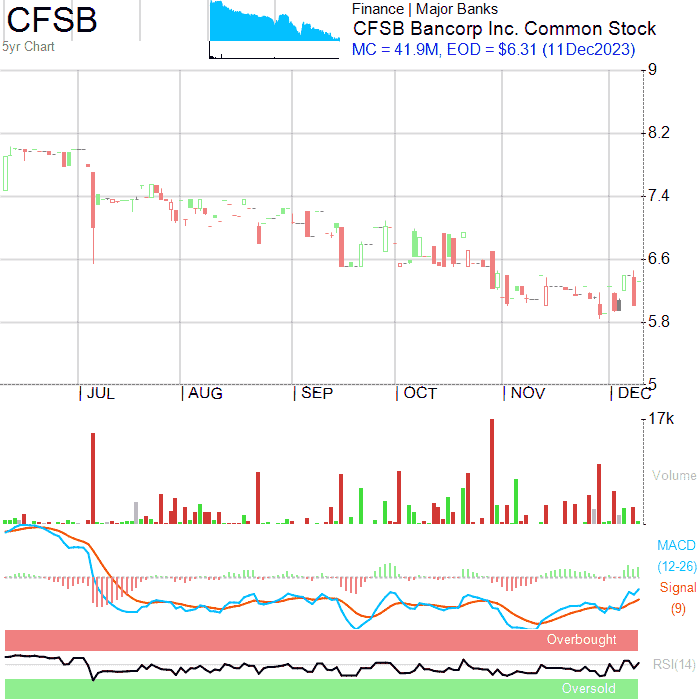 CFSB
5yr Chart
Finance | Major Banks
CFSB Bancorp Inc. Common Stock
MC = 41.9M, EOD = $6.31 (11Dec2023)
9
8.2
7.4
6.6
5.8
5
JUL AUG SEP OCT NOV DEC
17k
Volume
MACD
(12-26)
Signal
(9)
Overbought
RSI(14)
Oversold